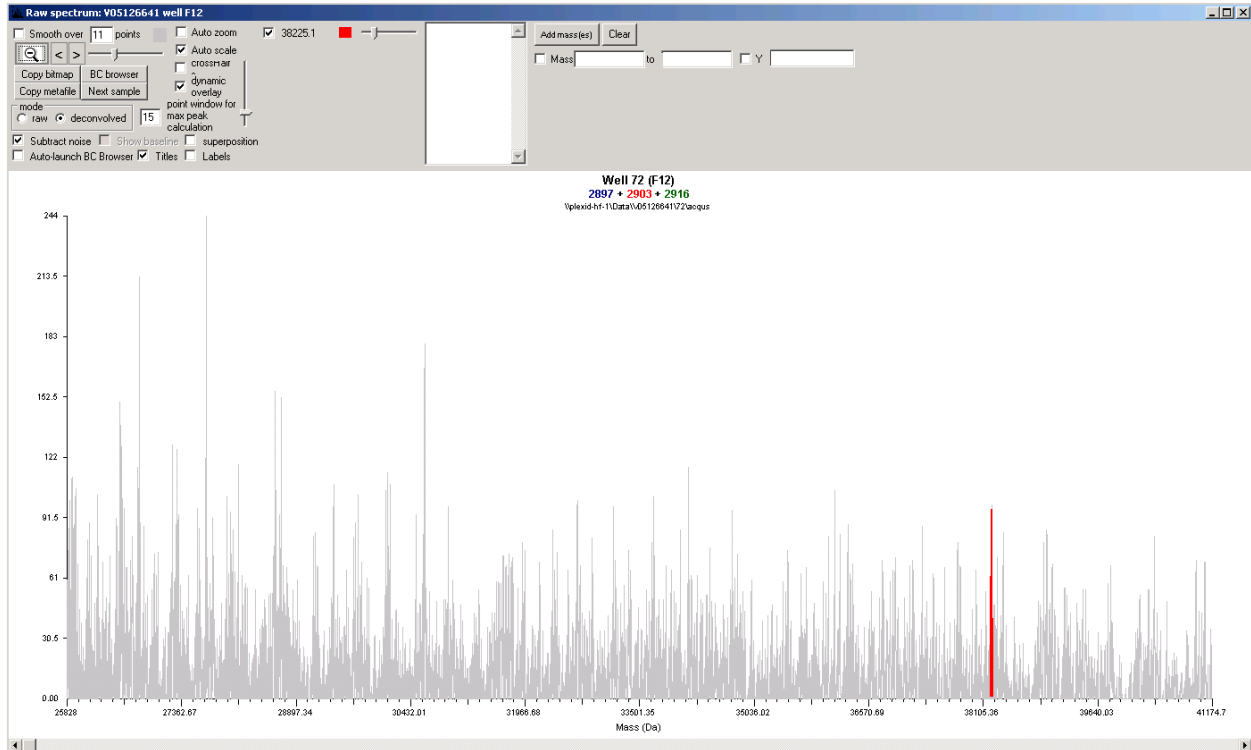 Raw spectrum: V05126641 well F12
Smooth over 11 points
Auto zoom
38225.1
Add mass(es) Clear
< >
Auto scale
Mass to Y
crossHair
Copy bitmap BC browser
dynamic
overlay
Copy metafile Next sample
mode
raw deconvolved
15
point window for
max peak
calculation
Subtract noise Show baseline superposition
Auto-launch BC Browser Titles Labels
Well 72 (F12)
2897 + 2903 + 2916
\\plexid-hf-1\Data\V05126641\72\acqus
244
213.5
183
152.5
122
91.5
61
30.5
0.00
25828 27362.67 28897.34 30432.01 31966.68 33501.35 35036.02 36570.69 38105.36 39640.03 41174.7
Mass (Da)